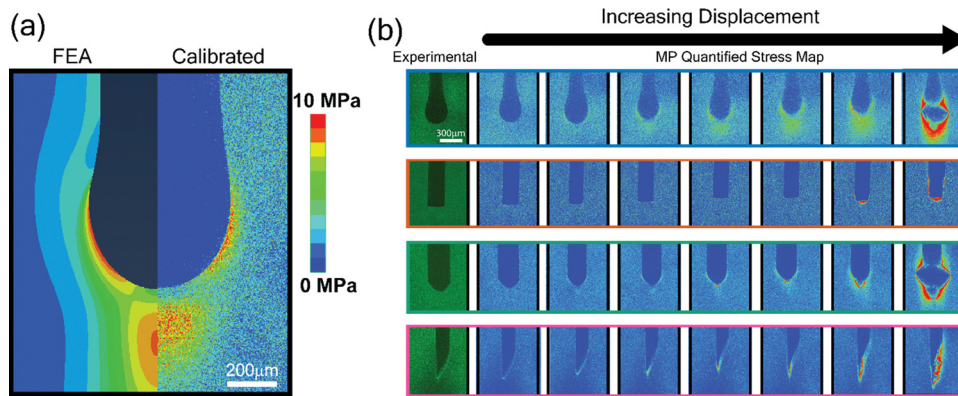 (a)
FEA
Calibrated
10 MPa
0 MPa
200μm
(b)
Increasing Displacement
Experimental
MP Quantified Stress Map
300μm